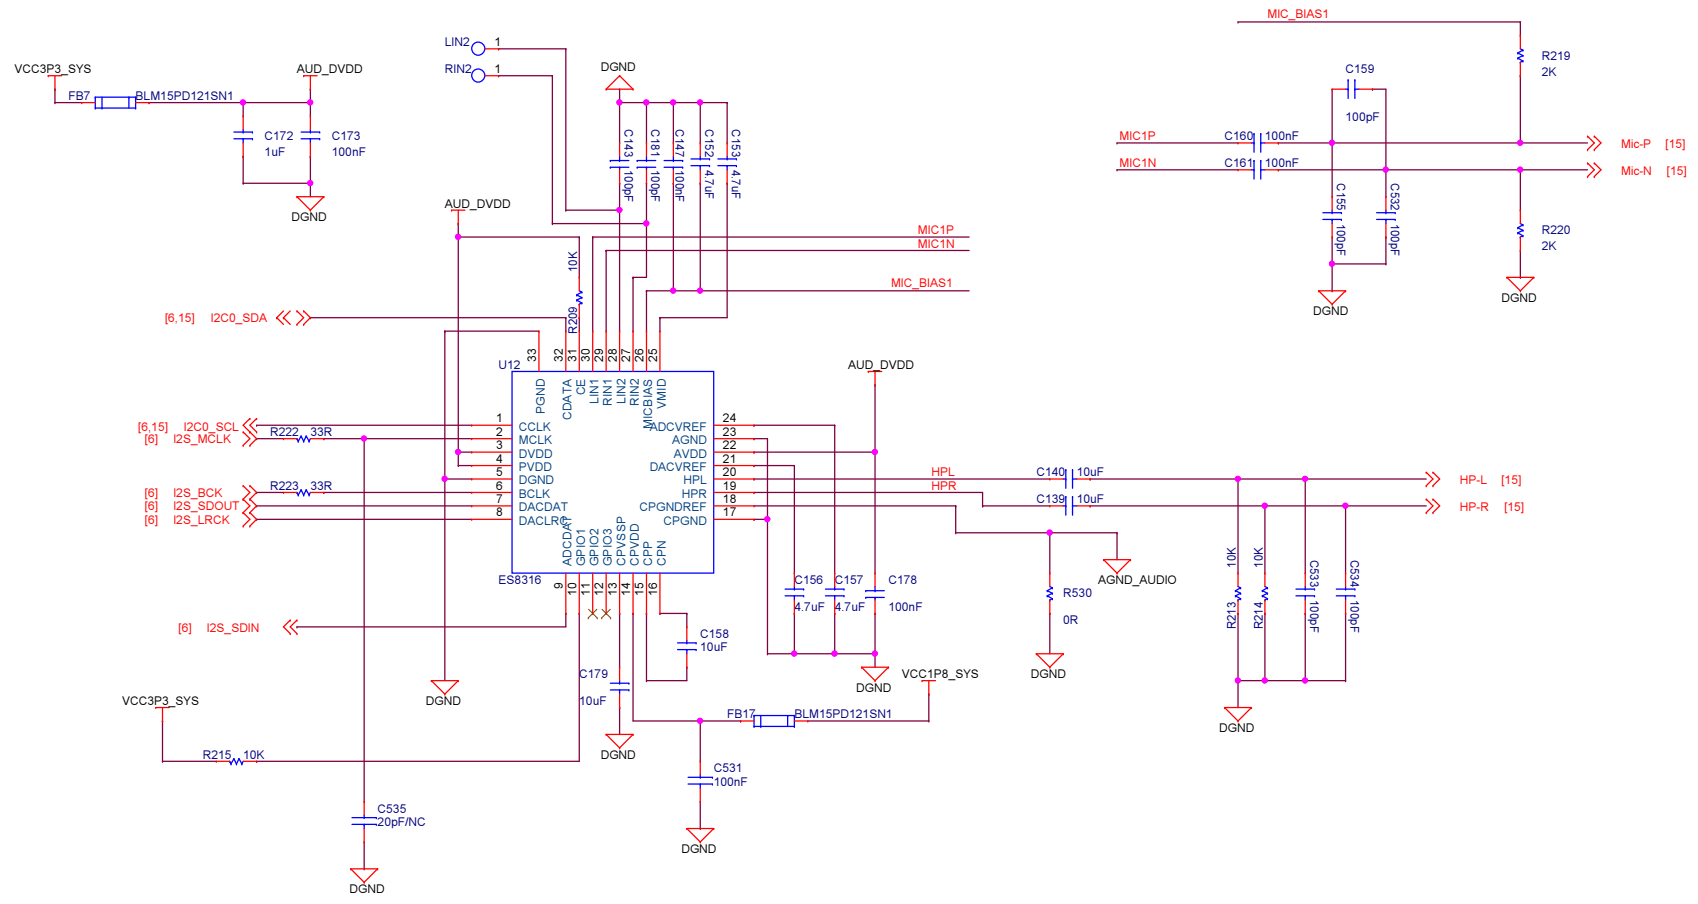 MIC_BIAS1
LIN2 1
RIN2 1
VCC3P3_SYS
AUD_DVDD
FB7 BLM15PD121SN1
C172
1uF
C173
100nF
DGND
DGND
C143
100pF
C181
100pF
C147
100nF
C152
4.7uF
C153
4.7uF
R219
2K
C159
100pF
MIC1P C160 100nF
Mic-P [15]
MIC1N C161 100nF
Mic-N [15]
C155
100pF
C532
100pF
R220
2K
DGND
DGND
AUD_DVDD
MIC1P
MIC1N
10K
R209
MIC_BIAS1
[6,15] I2C0_SDA
33 32 31 30 29 28 27 26 25
U12
PGND CDATA CE LIN1 RIN1 LIN2 RIN2 MICBIAS VMID
AUD_DVDD
[6,15] I2C0_SCL 1 CCLK
[6] I2S_MCLK R222 33R 2 MCLK
3 DVDD
4 PVDD
5 DGND
[6] I2S_BCK R223 33R 6 BCLK
[6] I2S_SDOUT 7 DACDAT
[6] I2S_LRCK 8 DACLRC
ADCVREF 24
AGND 23
AVDD 22
DACVREF 21
HPL 20 HPL C140 10uF HP-L [15]
HPR 19 HPR C139 10uF HP-R [15]
CPGNDREF 18
CPGND 17
ADCDAT GPIO1 GPIO2 GPIO3 CPVSSP CPVDD CPP CPN
ES8316
9 10 11 12 13 14 15 16
C156
4.7uF
C157
4.7uF
C178
100nF
AGND_AUDIO
R530
0R
10K
R213
10K
R214
C533
100pF
C534
100pF
[6] I2S_SDIN
C158
10uF
C179
10uF
DGND
DGND
DGND
VCC1P8_SYS
VCC3P3_SYS
FB17 BLM15PD121SN1
DGND
DGND
R215 10K
C531
100nF
C535
20pF/NC
DGND
DGND